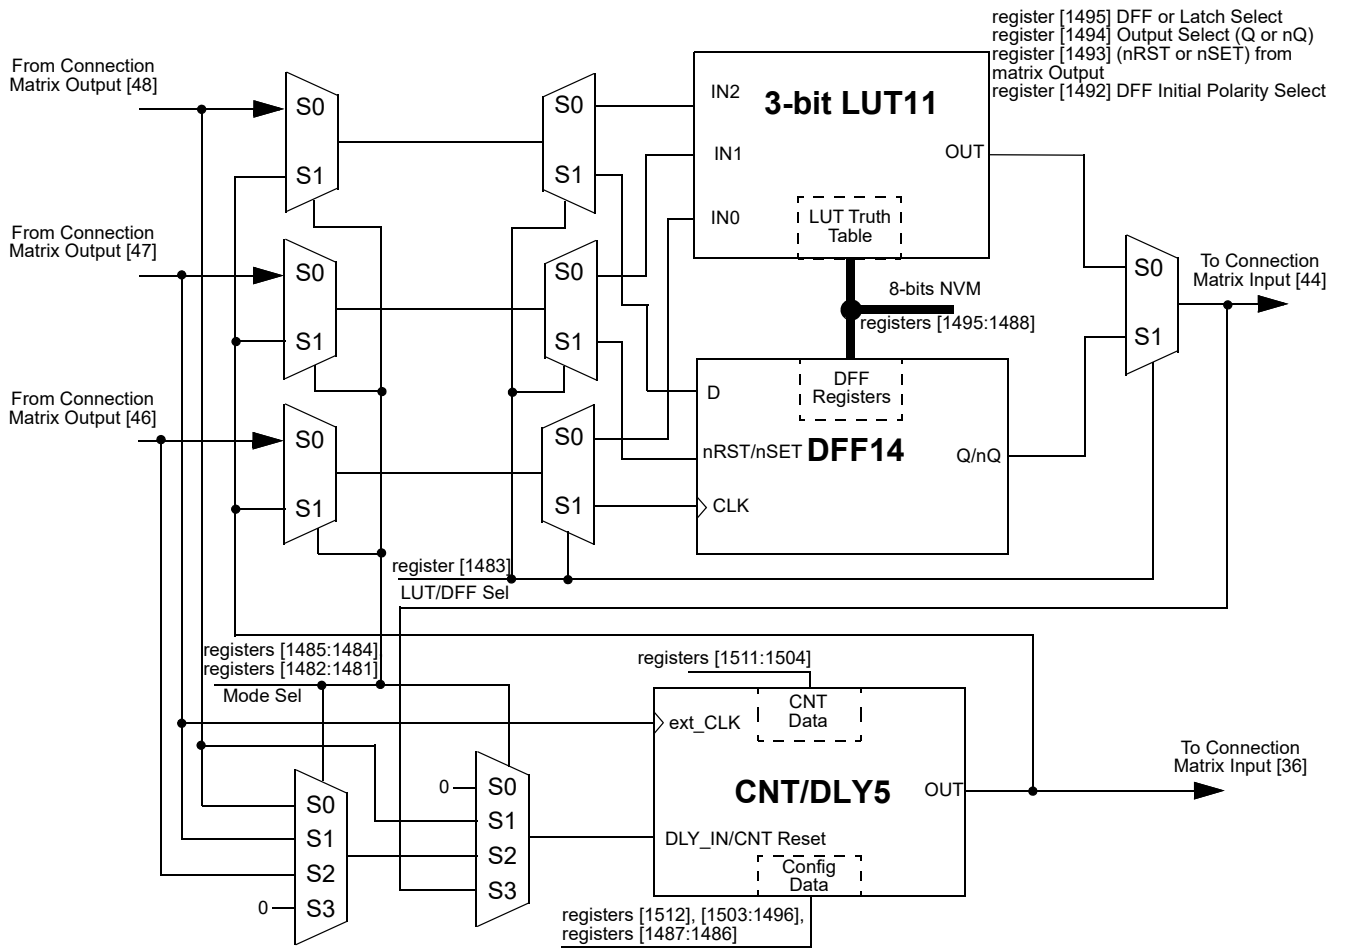 register [1495] DFF or Latch Select
register [1494] Output Select (Q or nQ)
register [1493] (nRST or nSET) from
matrix Output
register [1492] DFF Initial Polarity Select
From Connection
Matrix Output [48]
S0
S1
S0
S1
IN2
3-bit LUT11
IN1
OUT
IN0
LUT Truth
Table
From Connection
Matrix Output [47]
S0
S1
S0
S1
8-bits NVM
registers [1495:1488]
S0
S1
To Connection
Matrix Input [44]
From Connection
Matrix Output [46]
S0
S1
S0
S1
D
DFF
Registers
nRST/nSET
DFF14
Q/nQ
CLK
register [1483]
LUT/DFF Sel
registers [1485:1484]
registers [1482:1481]
Mode Sel
registers [1511:1504]
CNT
Data
ext_CLK
CNT/DLY5
OUT
To Connection
Matrix Input [36]
DLY_IN/CNT Reset
Config
Data
0
S0
S1
S2
S3
S0
S1
S2
0
S3
registers [1512], [1503:1496],
registers [1487:1486]